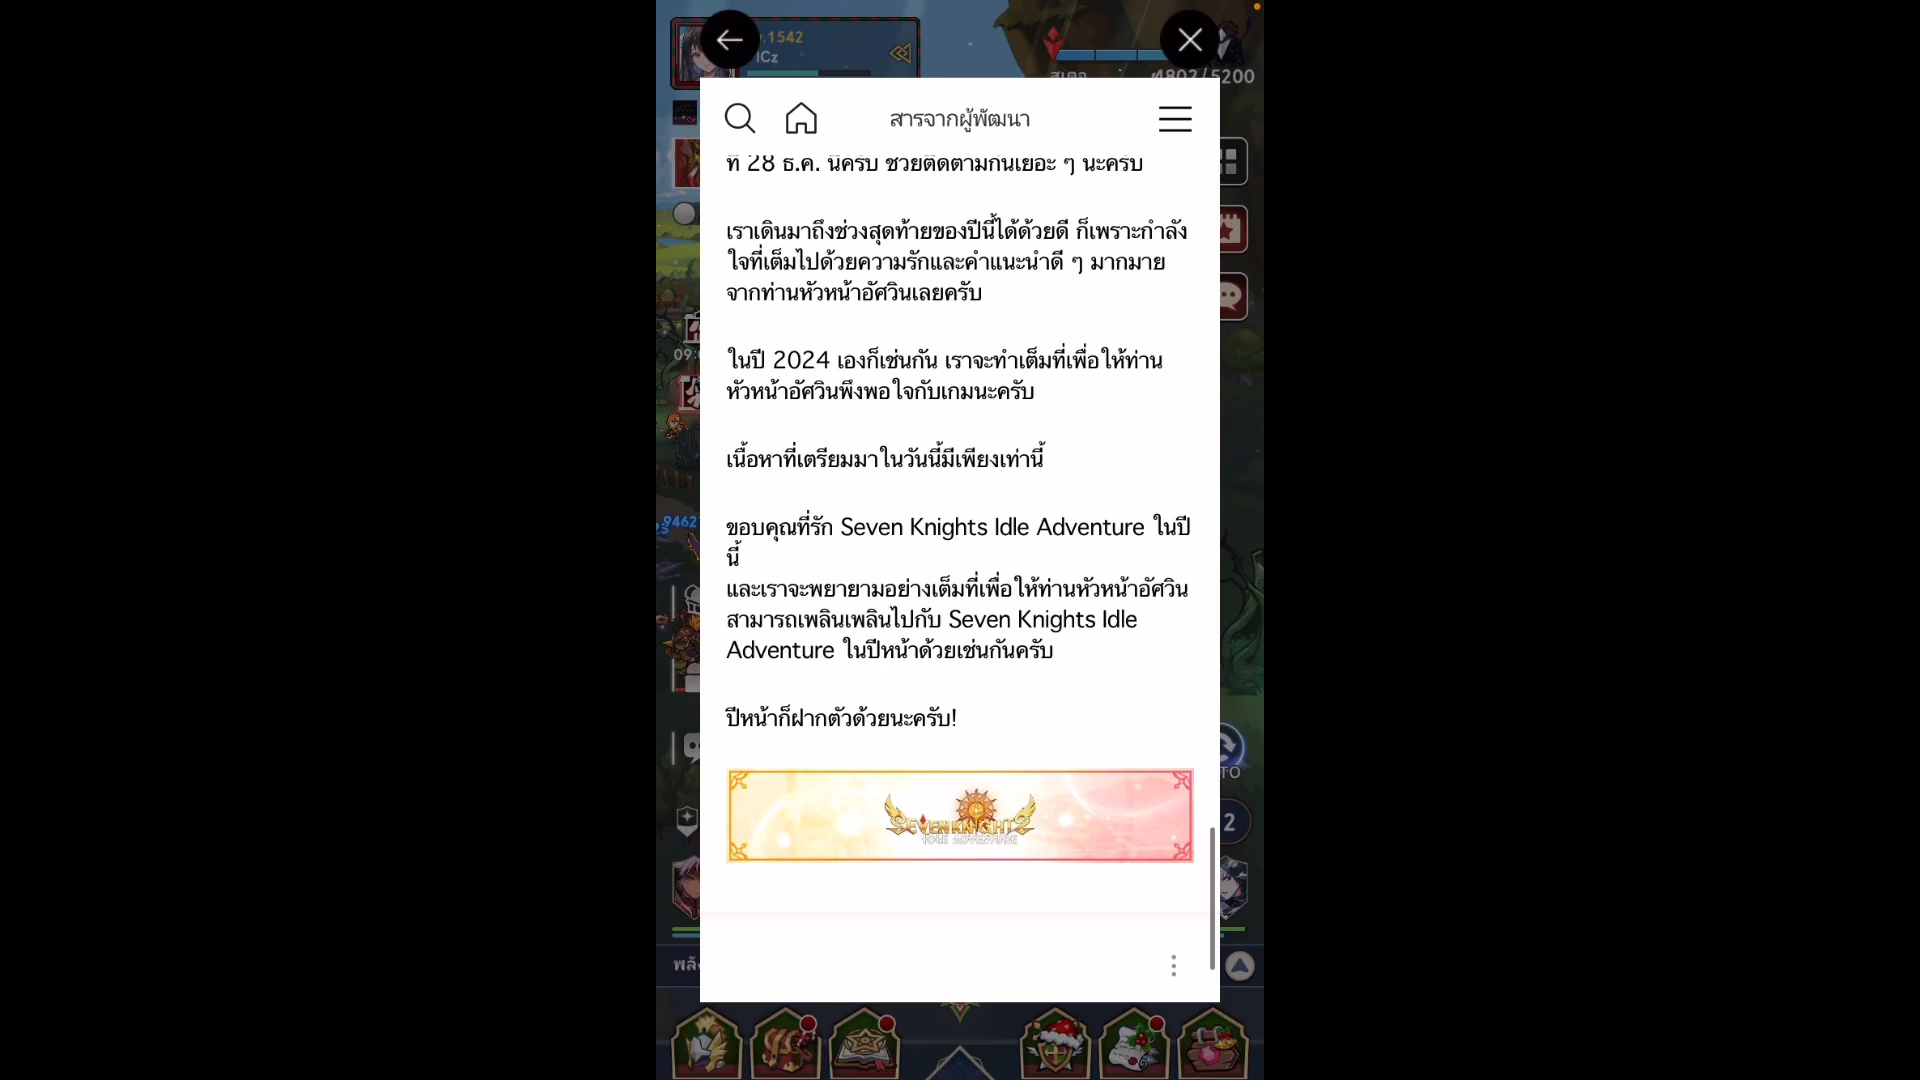 .1542
ICz
4802/5200
สารจากผู้พัฒนา
ที่ 28 ธ.ค. นี้ครับ ช่วยติดตามกันเยอะ ๆ นะครับ
เราเดินมาถึงช่วงสุดท้ายของปีนี้ได้ด้วยดี ก็เพราะกำลัง
ใจที่เต็มไปด้วยความรักและคำแนะนำดี ๆ มากมาย
จากท่านหัวหน้าอัศวินเลยครับ
09:
ในปี 2024 เองก็เช่นกัน เราจะทำเต็มที่เพื่อให้ท่าน
หัวหน้าอัศวินพึงพอใจกับเกมนะครับ
เนื้อหาที่เตรียมมาในวันนี้มีเพียงเท่านี้
9462
ขอบคุณที่รัก Seven Knights Idle Adventure ในปี
นี้
และเราจะพยายามอย่างเต็มที่เพื่อให้ท่านหัวหน้าอัศวิน
สามารถเพลินเพลินไปกับ Seven Knights Idle
Adventure ในปีหน้าด้วยเช่นกันครับ
ปีหน้าก็ฝากตัวด้วยนะครับ!
TO
2
SEVEN KNIGHTS
IDLE ADVENTURE
พลัง